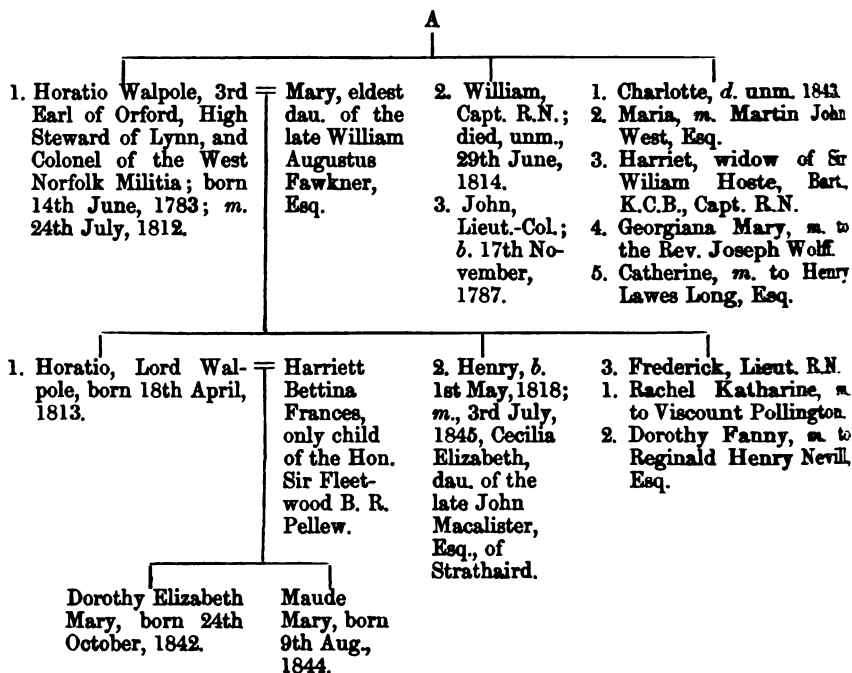 A
1. Horatio Walpole, 3rd
Earl of Orford, High
Steward of Lynn, and
Colonel of the West
Norfolk Militia; born
14th June, 1783; m.
24th July, 1812.
=
Mary, eldest
dau. of the
late William
Augustus
Fawkner,
Esq.
2. William,
Capt. R.N.;
died, unm.,
29th June,
1814.
3. John,
Lieut.-Col.;
b. 17th No-
vember,
1787.
1. Charlotte, d. unm. 1843.
2. Maria, m. Martin John
West, Esq.
3. Harriet, widow of Sir
Wiliam Hoste, Bart.
K.C.B., Capt. R.N.
4. Georgiana Mary, m. to
the Rev. Joseph Wolff.
5. Catherine, m. to Henry
Lawes Long, Esq.
1. Horatio, Lord Wal-
pole, born 18th April,
1813.
=
Harriett
Bettina
Frances,
only child
of the Hon.
Sir Fleet-
wood B. R.
Pellew.
2. Henry, b.
1st May, 1818;
m., 3rd July,
1845, Cecilia
Elizabeth,
dau. of the
late John
Macalister,
Esq., of
Strathaird.
3. Frederick, Lieut. R.N.
1. Rachel Katharine, m.
to Viscount Pollington.
2. Dorothy Fanny, m. to
Reginald Henry Nevill,
Esq.
Dorothy Elizabeth
Mary, born 24th
October, 1842.
Maude
Mary, born
9th Aug.,
1844.